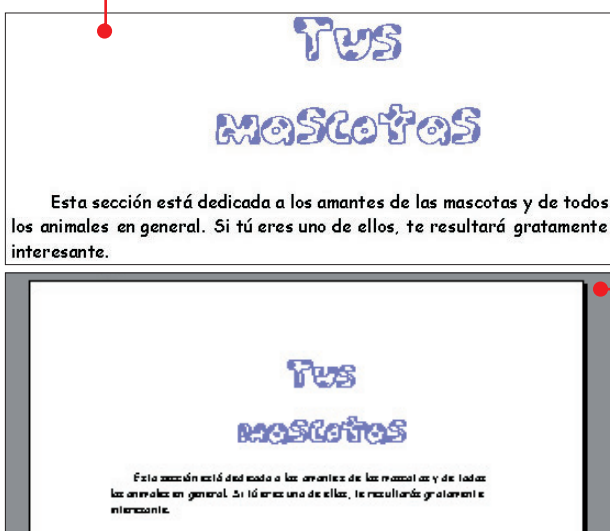 Tus
mascotas
Esta sección está dedicada a los amantes de las mascotas y de todos
los animales en general. Si tú eres uno de ellos, te resultará gratamente
interesante.
Tus
mascotas
Esta sección está dedicada a los amantes de las mascotas y de todos
los animales en general. Si tú eres uno de ellos, te resultará gratamente
interesante.